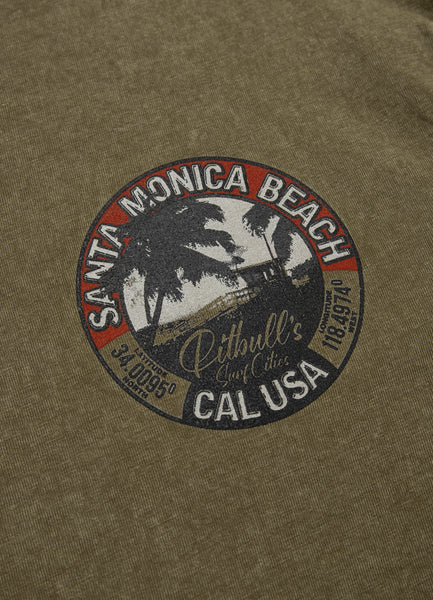 SANTA MONICA BEACH
LATITUDE
34.0095°
NORTH
Pitbull's
Surf Cities
LONGITUDE
118.4974°
WEST
CAL USA